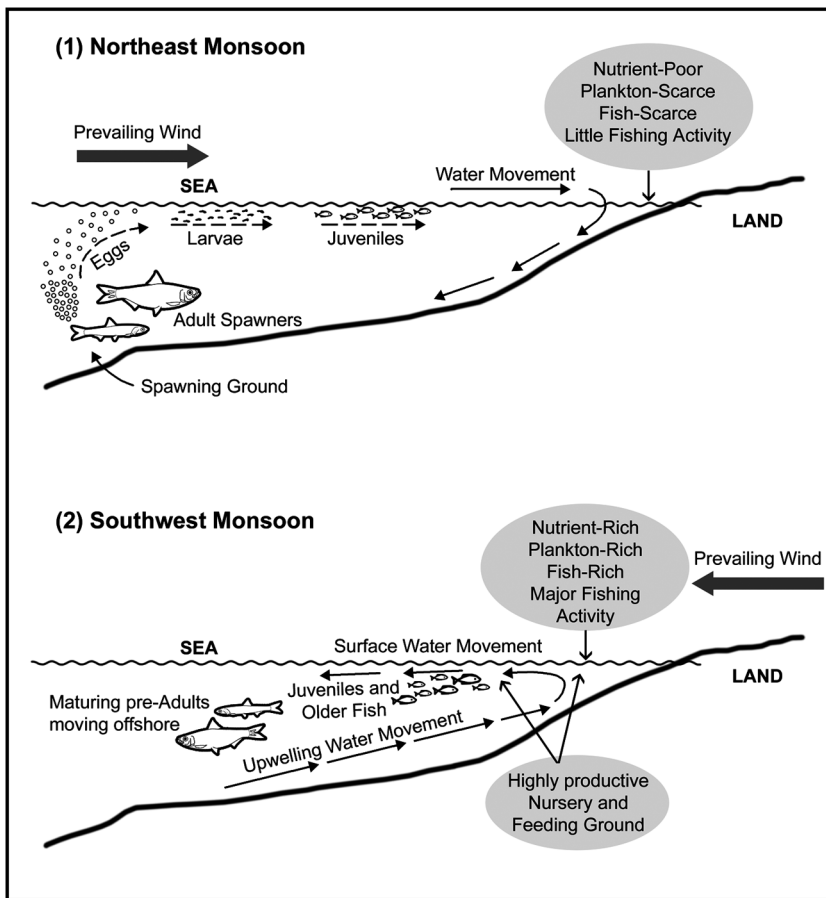 (1) Northeast Monsoon
Nutrient-Poor
Plankton-Scarce
Fish-Scarce
Little Fishing Activity
Prevailing Wind
Water Movement
SEA
LAND
Larvae
Juveniles
Eggs
Adult Spawners
Spawning Ground
(2) Southwest Monsoon
Nutrient-Rich
Plankton-Rich
Fish-Rich
Major Fishing
Activity
Prevailing Wind
SEA
Surface Water Movement
LAND
Maturing pre-Adults
moving offshore
Juveniles and
Older Fish
Upwelling Water Movement
Highly productive
Nursery and
Feeding Ground